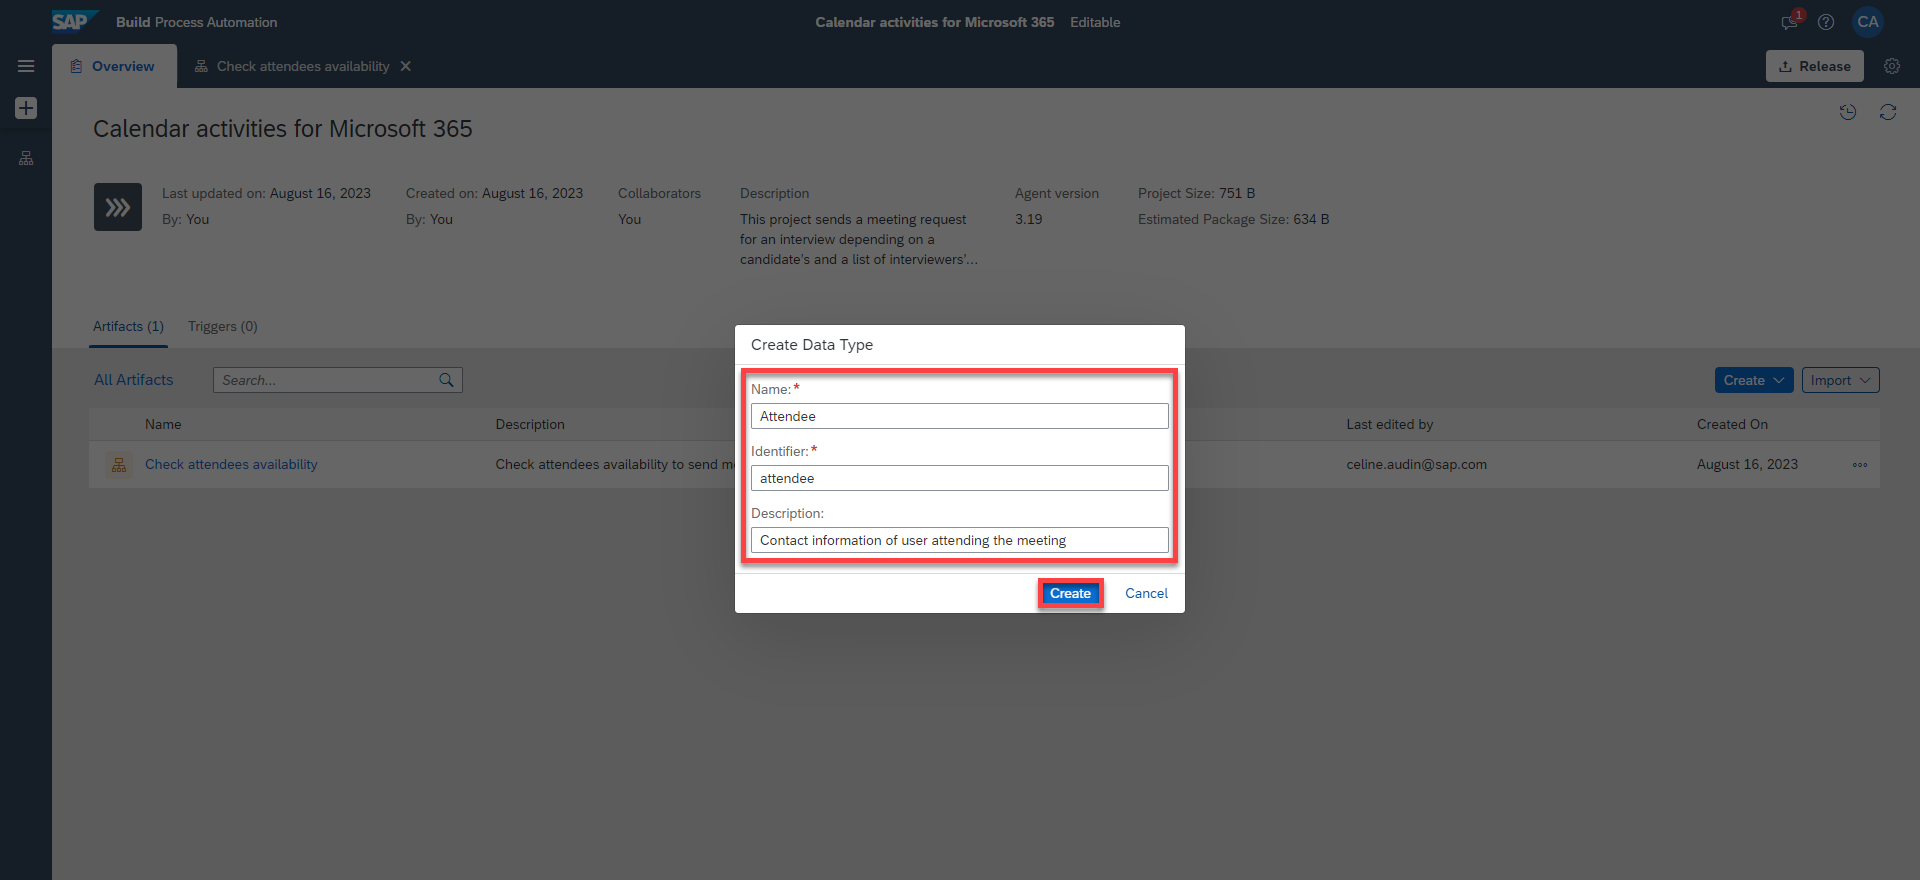 SAP Build Process Automation
Calendar activities for Microsoft 365 Editable
1
CA
Overview
Check attendees availability
Release
Calendar activities for Microsoft 365
Last updated on: August 16, 2023
By: You
Created on: August 16, 2023
By: You
Collaborators
You
Description
This project sends a meeting request
for an interview depending on a
candidate's and a list of interviewers'...
Agent version
3.19
Project Size: 751 B
Estimated Package Size: 634 B
Artifacts (1)
Triggers (0)
All Artifacts
Search...
Create
Import
Name
Description
Last edited by
Created On
Check attendees availability
Check attendees availability to send m
celine.audin@sap.com
August 16, 2023
Create Data Type
Name: *
Attendee
Identifier: *
attendee
Description:
Contact information of user attending the meeting
Create
Cancel